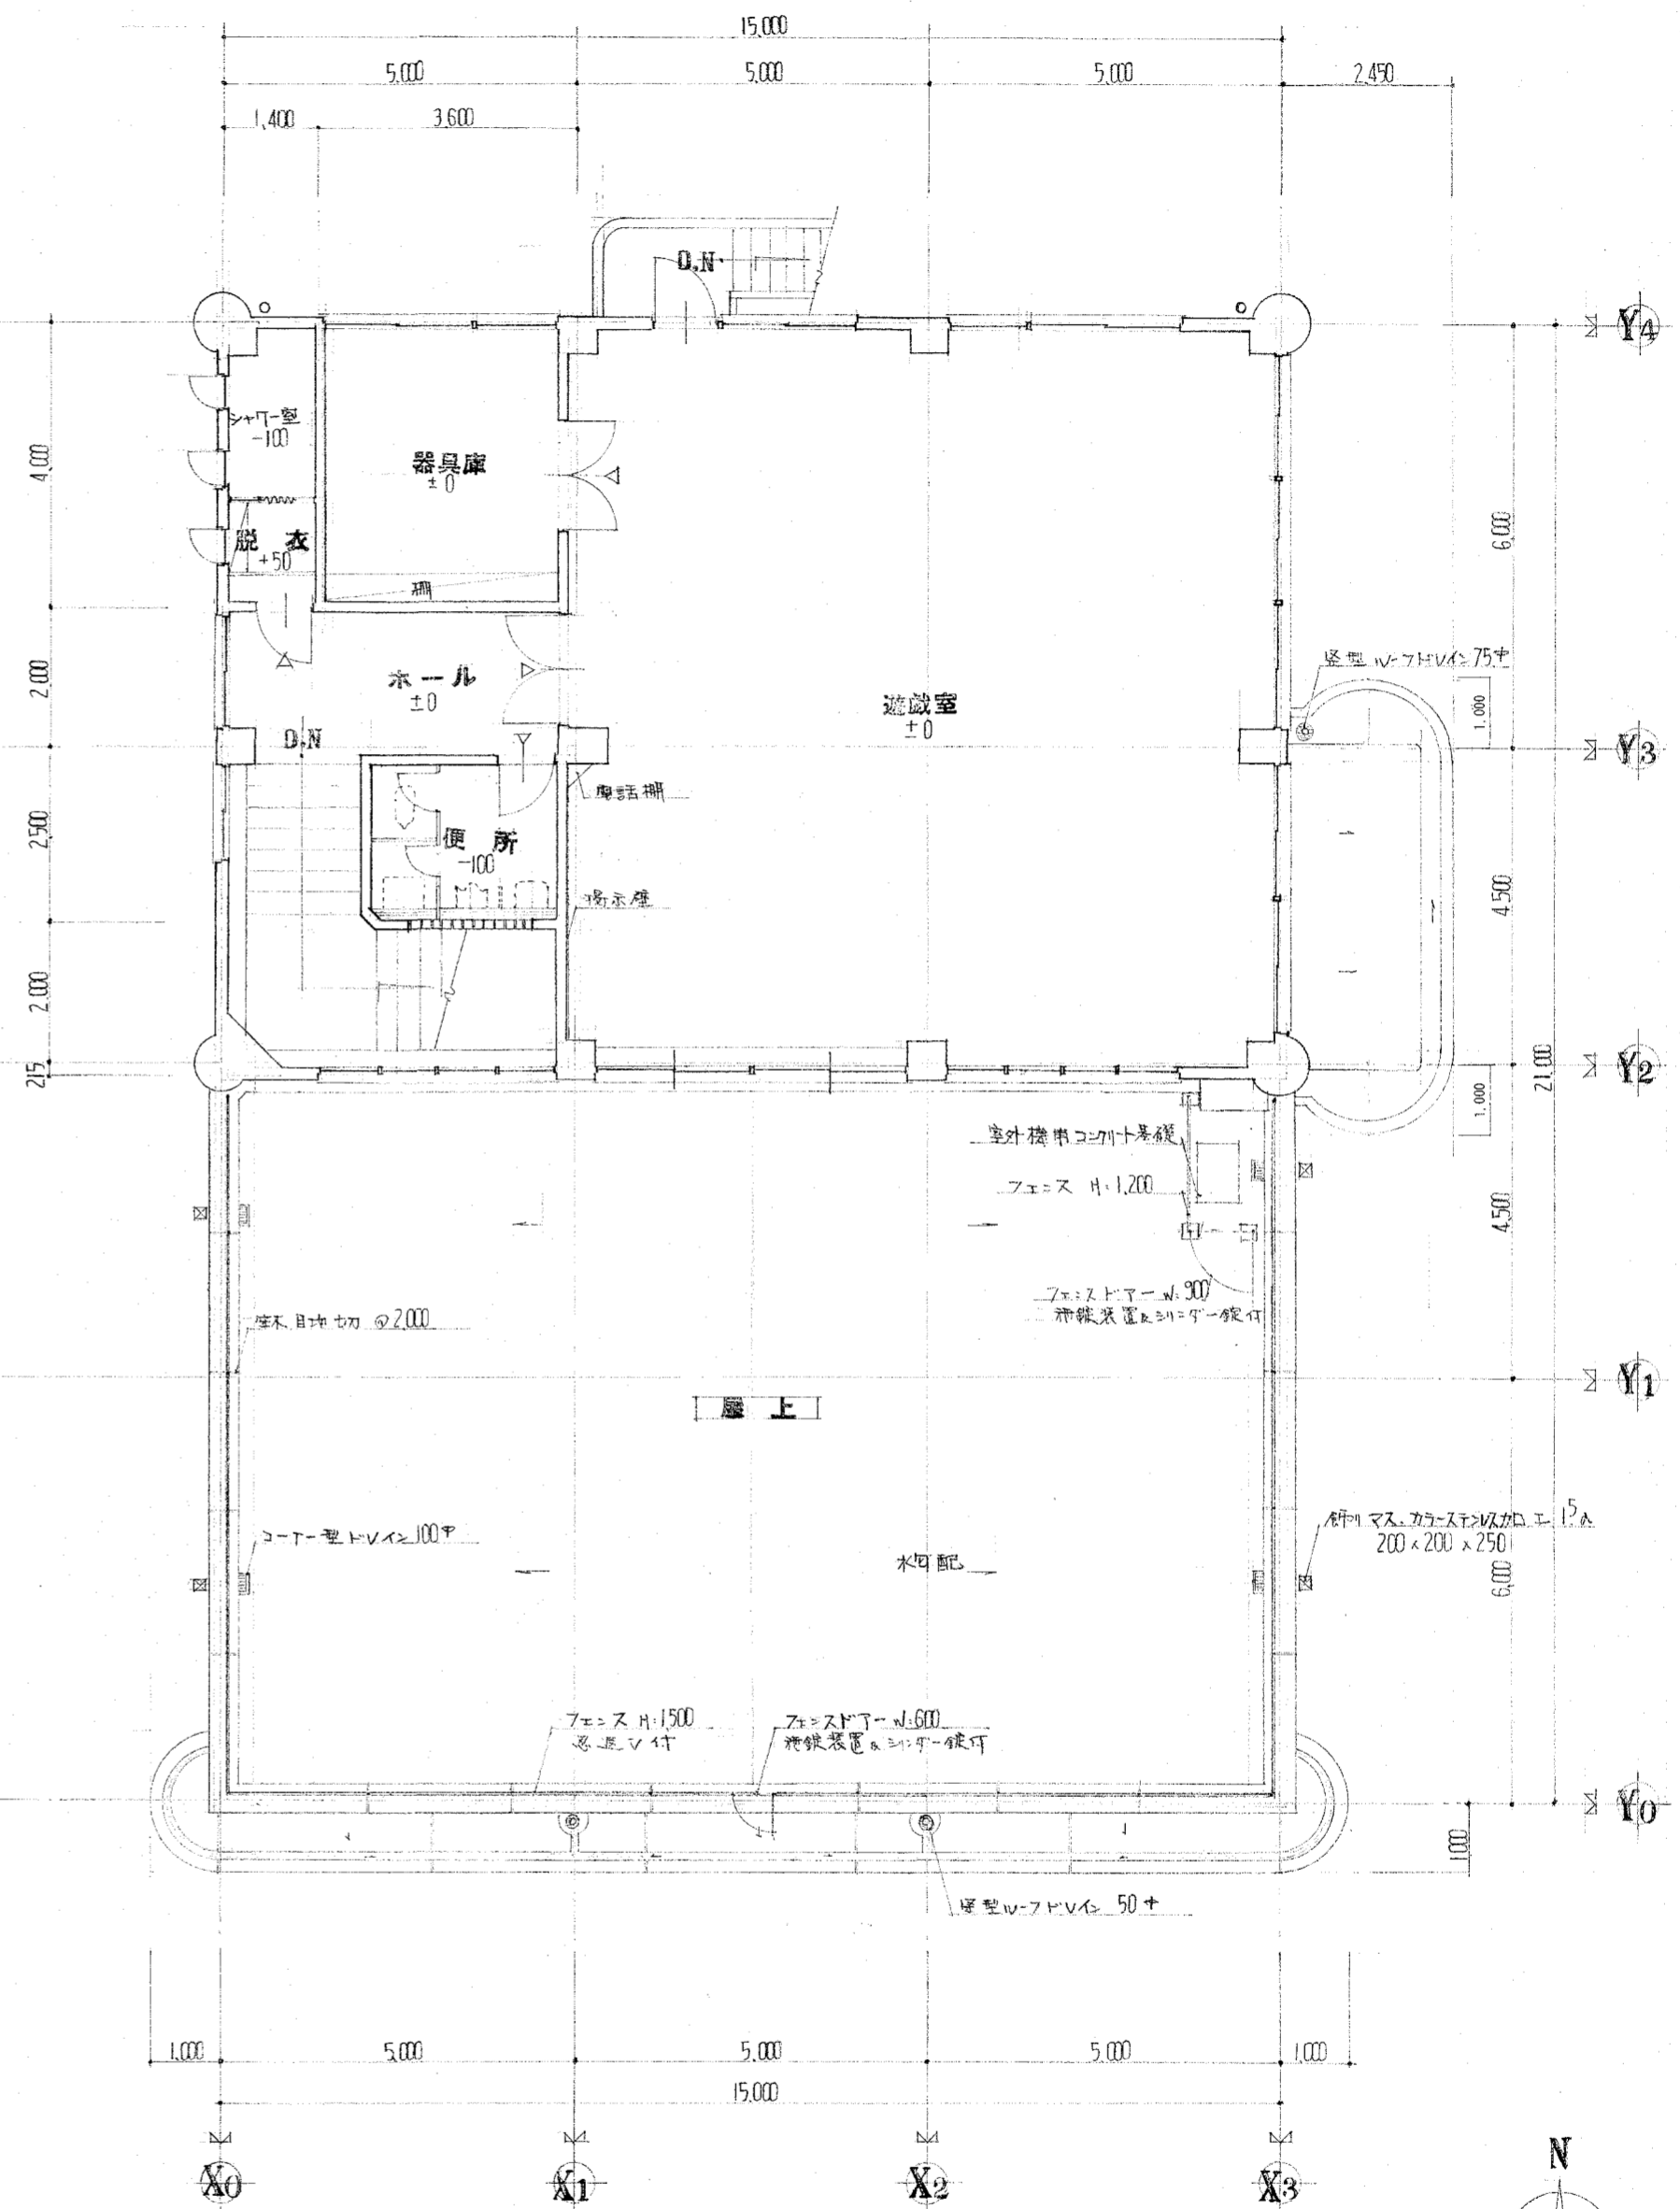 15,000
5,000
5,000
5,000
2,450
1,400
3,600
D,N
Y4
シャワー室
-100
器具庫
±0
4,000
脱 衣
+50
棚
6,000
2,000
ホール
±0
遊戯室
±0
竪型ルーフドレイン75φ
1,000
D,N
Y3
電話棚
2,500
便 所
-100
掲示壁
4,500
2,000
215
21,000
Y2
1,000
室外機用コンクリート基礎
フェンス H:1,200
4,500
フェンスドアー W:900
施錠装置&シリンダー錠付
目地切 @2,000
Y1
屋 上
コーナー型ドレイン100φ
水勾配
飾りマス.カラーステンレス加工 1.5t
200×200×250
6,000
フェンス H:1,500
忍返し付
フェンスドアー W:600
施錠装置&シリンダー錠付
Y0
1,000
竪型ルーフドレイン 50φ
1,000
5,000
5,000
5,000
1,000
15,000
X0
X1
X2
X3
N